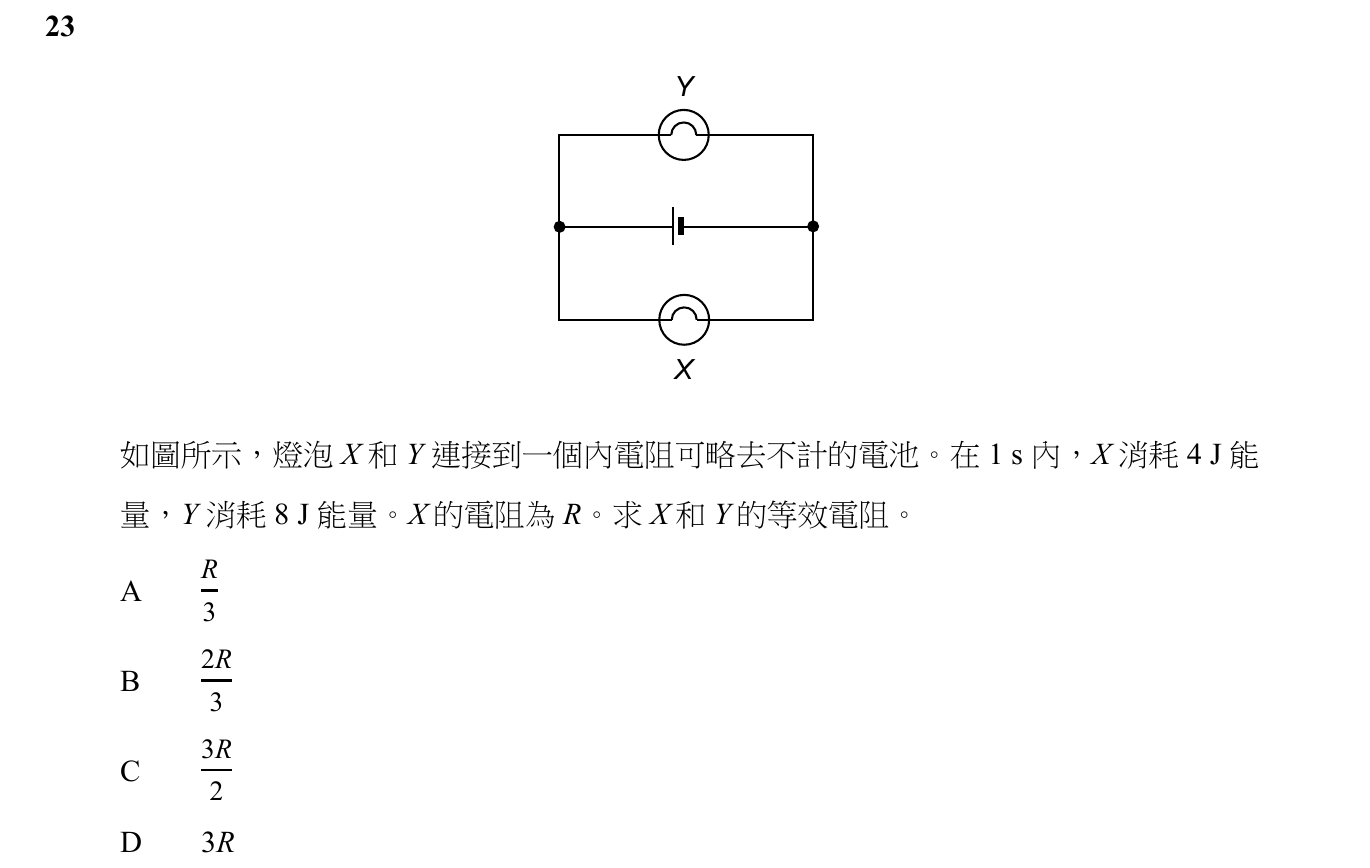 23
Y
X
如圖所示，燈泡 X 和 Y 連接到一個內電阻可略去不計的電池。在 1 s 內，X 消耗 4 J 能
量，Y 消耗 8 J 能量。X 的電阻為 R。求 X 和 Y 的等效電阻。
A R/3
B 2R/3
C 3R/2
D 3R